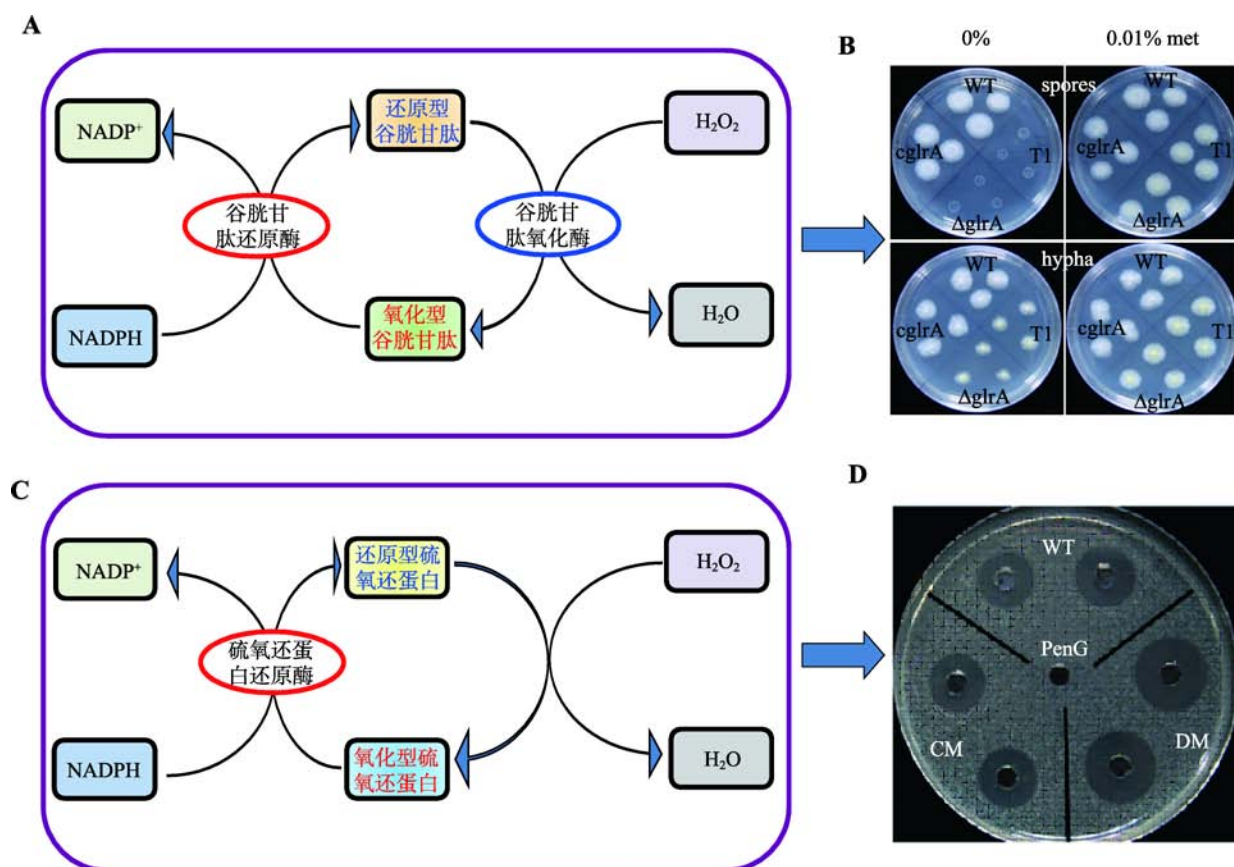 A
NADP⁺
还原型
谷胱甘肽
H₂O₂
谷胱甘
肽还原酶
谷胱甘
肽氧化酶
NADPH
氧化型
谷胱甘肽
H₂O
B
0%
0.01% met
WT
spores
WT
cglrA
T1
cglrA
T1
ΔglrA
ΔglrA
WT
hypha
WT
cglrA
T1
cglrA
T1
ΔglrA
ΔglrA
C
NADP⁺
还原型硫
氧还蛋白
H₂O₂
硫氧还蛋
白还原酶
NADPH
氧化型硫
氧还蛋白
H₂O
D
WT
PenG
CM
DM